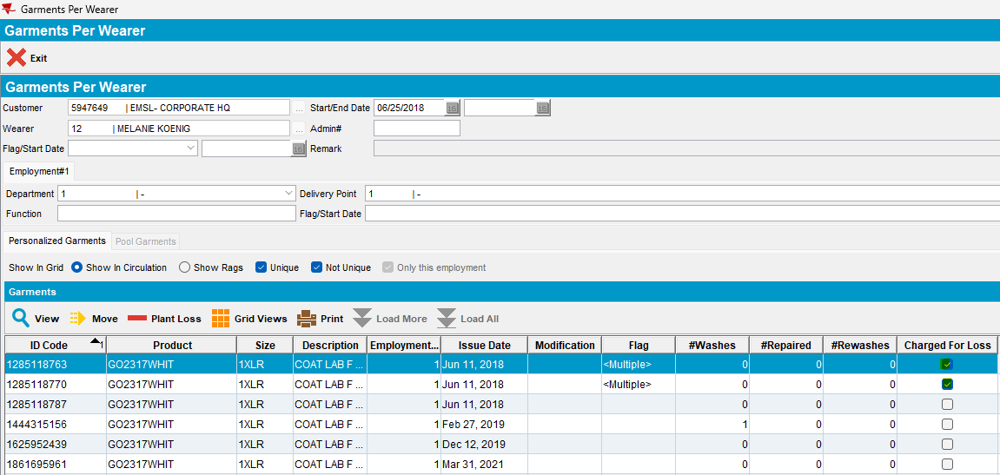 Garments Per Wearer
Garments Per Wearer
Exit
Garments Per Wearer
Customer 5947649 | EMSL- CORPORATE HQ ... Start/End Date 06/25/2018 16 16
Wearer 12 | MELANIE KOENIG ... Admin#
Flag/Start Date 16 Remark
Employment#1
Department 1 | - Delivery Point 1 | -
Function Flag/Start Date
Personalized Garments Pool Garments
Show In Grid Show In Circulation Show Rags Unique Not Unique Only this employment
Garments
View Move Plant Loss Grid Views Print Load More Load All
ID Code 1 Product Size Description Employment... Issue Date Modification Flag #Washes #Repaired #Rewashes Charged For Loss
1285118763 GO2317WHIT 1XLR COAT LAB F ... 1 Jun 11, 2018 <Multiple> 0 0 0
1285118770 GO2317WHIT 1XLR COAT LAB F ... 1 Jun 11, 2018 <Multiple> 0 0 0
1285118787 GO2317WHIT 1XLR COAT LAB F ... 1 Jun 11, 2018 0 0 0
1444315156 GO2317WHIT 1XLR COAT LAB F ... 1 Feb 27, 2019 1 0 0
1625952439 GO2317WHIT 1XLR COAT LAB F ... 1 Dec 12, 2019 0 0 0
1861695961 GO2317WHIT 1XLR COAT LAB F ... 1 Mar 31, 2021 0 0 0